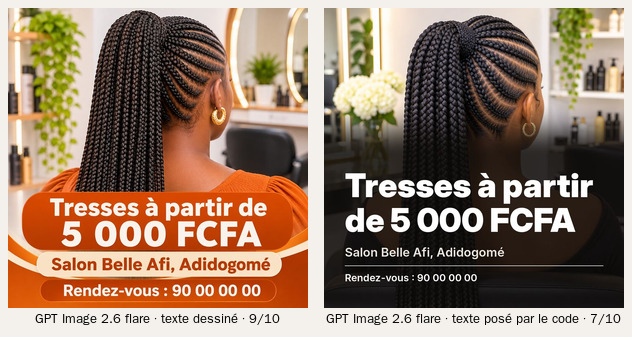 Tresses à partir de
5 000 FCFA
Salon Belle Afi, Adidogomé
Rendez-vous : 90 00 00 00
GPT Image 2.6 flare · texte dessiné · 9/10
Tresses à partir
de 5 000 FCFA
Salon Belle Afi, Adidogomé
Rendez-vous : 90 00 00 00
GPT Image 2.6 flare · texte posé par le code · 7/10